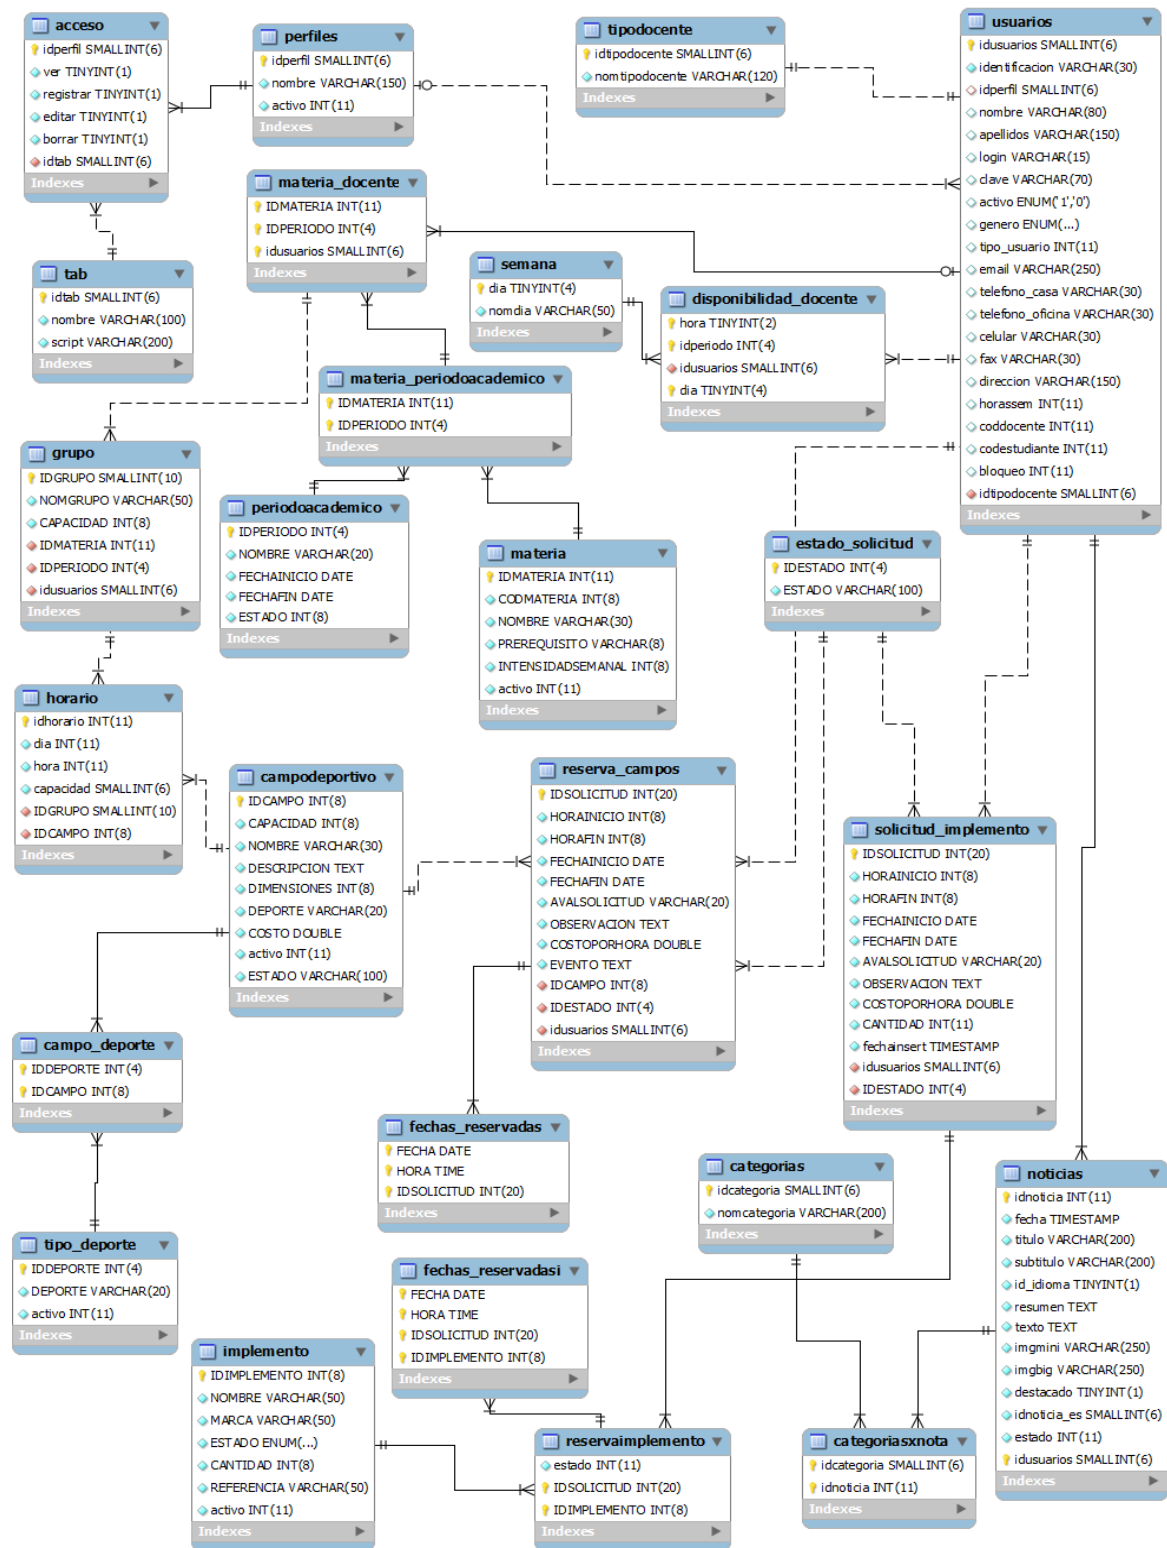 acceso
idperfil SMALLINT(6)
ver TINYINT(1)
registrar TINYINT(1)
editar TINYINT(1)
borrar TINYINT(1)
idtab SMALLINT(6)
Indexes
perfiles
idperfil SMALLINT(6)
nombre VARCHAR(150)
activo INT(11)
Indexes
tipodocente
idtipodocente SMALLINT(6)
nomtipodocente VARCHAR(120)
Indexes
usuarios
idusuarios SMALLINT(6)
identificacion VARCHAR(30)
idperfil SMALLINT(6)
nombre VARCHAR(80)
apellidos VARCHAR(150)
login VARCHAR(15)
clave VARCHAR(70)
activo ENUM('1','0')
genero ENUM(...)
tipo_usuario INT(11)
email VARCHAR(250)
telefono_casa VARCHAR(30)
telefono_oficina VARCHAR(30)
celular VARCHAR(30)
fax VARCHAR(30)
direccion VARCHAR(150)
horassem INT(11)
coddocente INT(11)
codestudiante INT(11)
bloqueo INT(11)
idtipodocente SMALLINT(6)
Indexes
materia_docente
IDMATERIA INT(11)
IDPERIODO INT(4)
idusuarios SMALLINT(6)
Indexes
tab
idtab SMALLINT(6)
nombre VARCHAR(100)
script VARCHAR(200)
Indexes
semana
dia TINYINT(4)
nomdia VARCHAR(50)
Indexes
disponibilidad_docente
hora TINYINT(2)
idperiodo INT(4)
idusuarios SMALLINT(6)
dia TINYINT(4)
Indexes
materia_periodoacademico
IDMATERIA INT(11)
IDPERIODO INT(4)
Indexes
grupo
IDGRUPO SMALLINT(10)
NOMGRUPO VARCHAR(50)
CAPACIDAD INT(8)
IDMATERIA INT(11)
IDPERIODO INT(4)
idusuarios SMALLINT(6)
Indexes
periodoacademico
IDPERIODO INT(4)
NOMBRE VARCHAR(20)
FECHAINICIO DATE
FECHAFIN DATE
ESTADO INT(8)
Indexes
materia
IDMATERIA INT(11)
CODMATERIA INT(8)
NOMBRE VARCHAR(30)
PREREQUISITO VARCHAR(8)
INTENSIDADSEMANAL INT(8)
activo INT(11)
Indexes
estado_solicitud
IDESTADO INT(4)
ESTADO VARCHAR(100)
Indexes
horario
idhorario INT(11)
dia INT(11)
hora INT(11)
capacidad SMALLINT(6)
IDGRUPO SMALLINT(10)
IDCAMPO INT(8)
Indexes
campodeportivo
IDCAMPO INT(8)
CAPACIDAD INT(8)
NOMBRE VARCHAR(30)
DESCRIPCION TEXT
DIMENSIONES INT(8)
DEPORTE VARCHAR(20)
COSTO DOUBLE
activo INT(11)
ESTADO VARCHAR(100)
Indexes
reserva_campos
IDSOLICITUD INT(20)
HORAINICIO INT(8)
HORAFIN INT(8)
FECHAINICIO DATE
FECHAFIN DATE
AVALSOLICITUD VARCHAR(20)
OBSERVACION TEXT
COSTOPORHORA DOUBLE
EVENTO TEXT
IDCAMPO INT(8)
IDESTADO INT(4)
idusuarios SMALLINT(6)
Indexes
solicitud_implemento
IDSOLICITUD INT(20)
HORAINICIO INT(8)
HORAFIN INT(8)
FECHAINICIO DATE
FECHAFIN DATE
AVALSOLICITUD VARCHAR(20)
OBSERVACION TEXT
COSTOPORHORA DOUBLE
CANTIDAD INT(11)
fechainsert TIMESTAMP
idusuarios SMALLINT(6)
IDESTADO INT(4)
Indexes
campo_deporte
IDDEPORTE INT(4)
IDCAMPO INT(8)
Indexes
fechas_reservadas
FECHA DATE
HORA TIME
IDSOLICITUD INT(20)
Indexes
categorias
idcategoria SMALLINT(6)
nomcategoria VARCHAR(200)
Indexes
noticias
idnoticia INT(11)
fecha TIMESTAMP
titulo VARCHAR(200)
subtitulo VARCHAR(200)
id_idioma TINYINT(1)
resumen TEXT
texto TEXT
imgmini VARCHAR(250)
imgbig VARCHAR(250)
destacado TINYINT(1)
idnoticia_es SMALLINT(6)
estado INT(11)
idusuarios SMALLINT(6)
Indexes
tipo_deporte
IDDEPORTE INT(4)
DEPORTE VARCHAR(20)
activo INT(11)
Indexes
fechas_reservadasi
FECHA DATE
HORA TIME
IDSOLICITUD INT(20)
IDIMPLEMENTO INT(8)
Indexes
implemento
IDIMPLEMENTO INT(8)
NOMBRE VARCHAR(50)
MARCA VARCHAR(50)
ESTADO ENUM(...)
CANTIDAD INT(8)
REFERENCIA VARCHAR(50)
activo INT(11)
Indexes
reservaimplemento
estado INT(11)
IDSOLICITUD INT(20)
IDIMPLEMENTO INT(8)
Indexes
categoriasxnota
idcategoria SMALLINT(6)
idnoticia INT(11)
Indexes